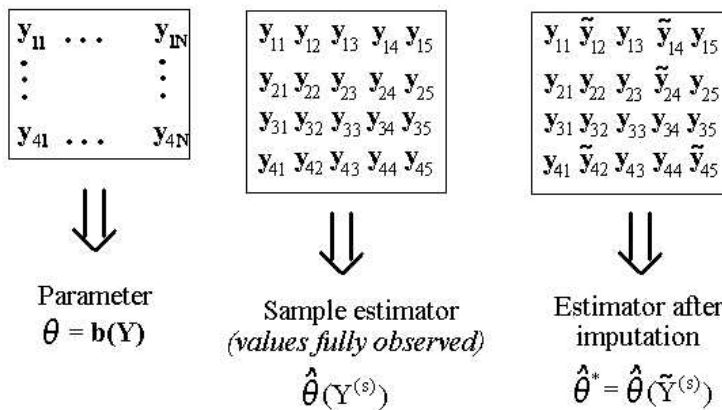 y₁₁ . . . y₁N
y₄₁ . . . y₄N
Parameter
θ = b(Y)
y₁₁ y₁₂ y₁₃ y₁₄ y₁₅
y₂₁ y₂₂ y₂₃ y₂₄ y₂₅
y₃₁ y₃₂ y₃₃ y₃₄ y₃₅
y₄₁ y₄₂ y₄₃ y₄₄ y₄₅
Sample estimator
(values fully observed)
θ̂(Y⁽ˢ⁾)
y₁₁ ỹ₁₂ y₁₃ ỹ₁₄ y₁₅
y₂₁ y₂₂ y₂₃ ỹ₂₄ y₂₅
y₃₁ y₃₂ y₃₃ y₃₄ y₃₅
y₄₁ ỹ₄₂ y₄₃ y₄₄ ỹ₄₅
Estimator after
imputation
θ̂* = θ̂(Ỹ⁽ˢ⁾)